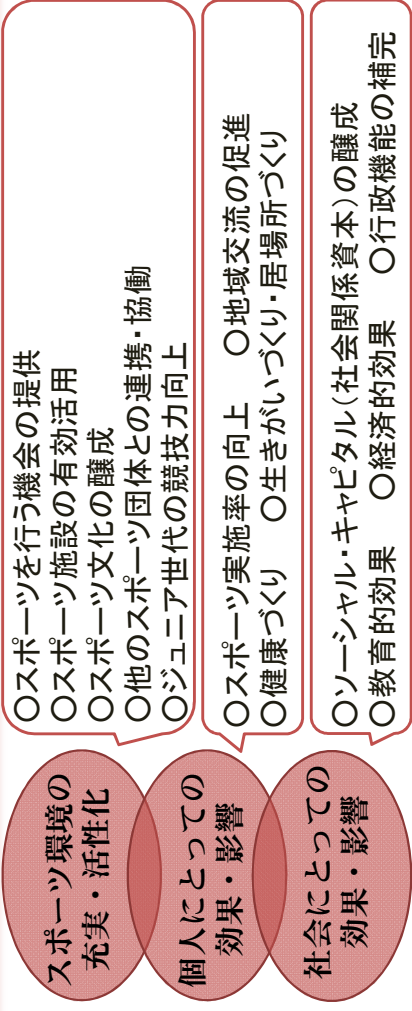 スポーツ環境の
充実・活性化
○スポーツを行う機会の提供
○スポーツ施設の有効活用
○スポーツ文化の醸成
○他のスポーツ団体との連携・協働
○ジュニア世代の競技力向上
個人にとっての
効果・影響
○スポーツ実施率の向上　○地域交流の促進
○健康づくり　○生きがいづくり・居場所づくり
社会にとっての
効果・影響
○ソーシャル・キャピタル（社会関係資本）の醸成
○教育的効果　○経済的効果　○行政機能の補完